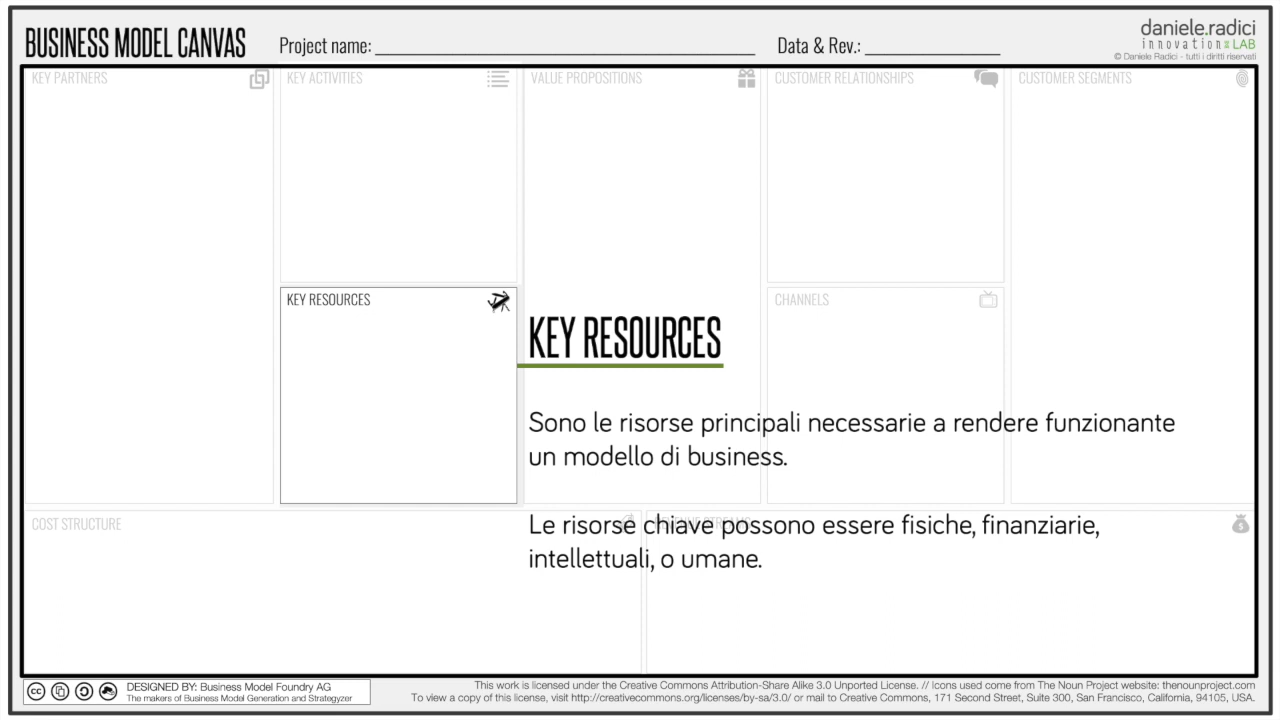 BUSINESS MODEL CANVAS
Project name:
Data & Rev.:
daniele.radici
innovation LAB
© Daniele Radici - tutti i diritti riservati
KEY PARTNERS
KEY ACTIVITIES
VALUE PROPOSITIONS
CUSTOMER RELATIONSHIPS
CUSTOMER SEGMENTS
KEY RESOURCES
CHANNELS
KEY RESOURCES
Sono le risorse principali necessarie a rendere funzionante
un modello di business.
COST STRUCTURE
Le risorse chiave possono essere fisiche, finanziarie,
intellettuali, o umane.
DESIGNED BY: Business Model Foundry AG
The makers of Business Model Generation and Strategyzer
This work is licensed under the Creative Commons Attribution-Share Alike 3.0 Unported License. // Icons used come from The Noun Project website: thenounproject.com
To view a copy of this license, visit http://creativecommons.org/licenses/by-sa/3.0/ or mail to Creative Commons, 171 Second Street, Suite 300, San Francisco, California, 94105, USA.